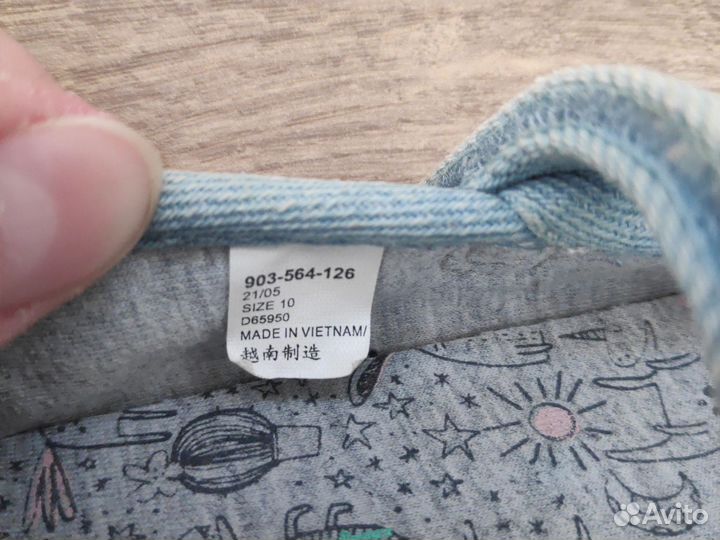 903-564-126
21/05
SIZE 10
D65950
MADE IN VIETNAM/
越南制造
Avito